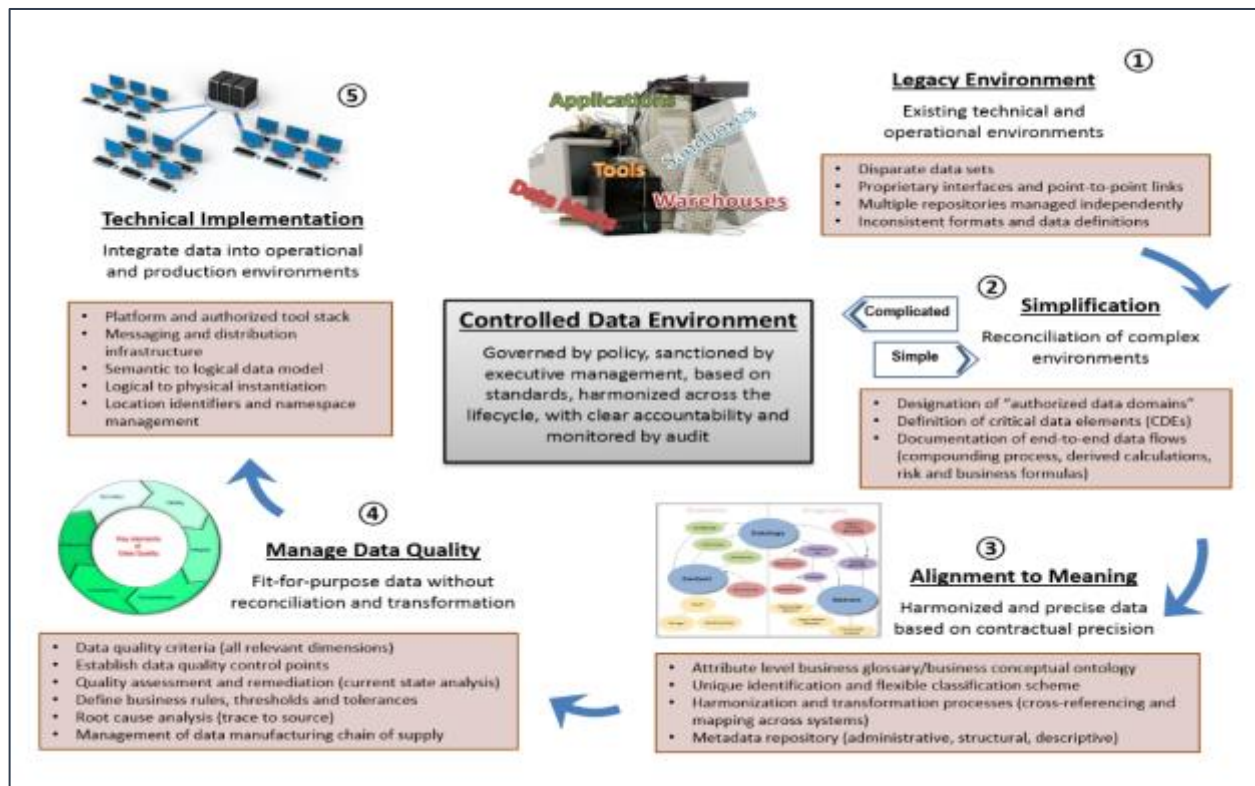 ①
Legacy Environment
Existing technical and
operational environments
• Disparate data sets
• Proprietary interfaces and point-to-point links
• Multiple repositories managed independently
• Inconsistent formats and data definitions
Applications
Sandboxes
Tools
Data Marts
Warehouses
②
Simplification
Complicated
Simple
Reconciliation of complex
environments
• Designation of “authorized data domains”
• Definition of critical data elements (CDEs)
• Documentation of end-to-end data flows
(compounding process, derived calculations,
risk and business formulas)
③
Alignment to Meaning
Harmonized and precise data
based on contractual precision
• Attribute level business glossary/business conceptual ontology
• Unique identification and flexible classification scheme
• Harmonization and transformation processes (cross-referencing and
mapping across systems)
• Metadata repository (administrative, structural, descriptive)
Ontology
④
Manage Data Quality
Fit-for-purpose data without
reconciliation and transformation
• Data quality criteria (all relevant dimensions)
• Establish data quality control points
• Quality assessment and remediation (current state analysis)
• Define business rules, thresholds and tolerances
• Root cause analysis (trace to source)
• Management of data manufacturing chain of supply
Key elements
of
Data Quality
⑤
Technical Implementation
Integrate data into operational
and production environments
• Platform and authorized tool stack
• Messaging and distribution
infrastructure
• Semantic to logical data model
• Logical to physical instantiation
• Location identifiers and namespace
management
Controlled Data Environment
Governed by policy, sanctioned by
executive management, based on
standards, harmonized across the
lifecycle, with clear accountability and
monitored by audit